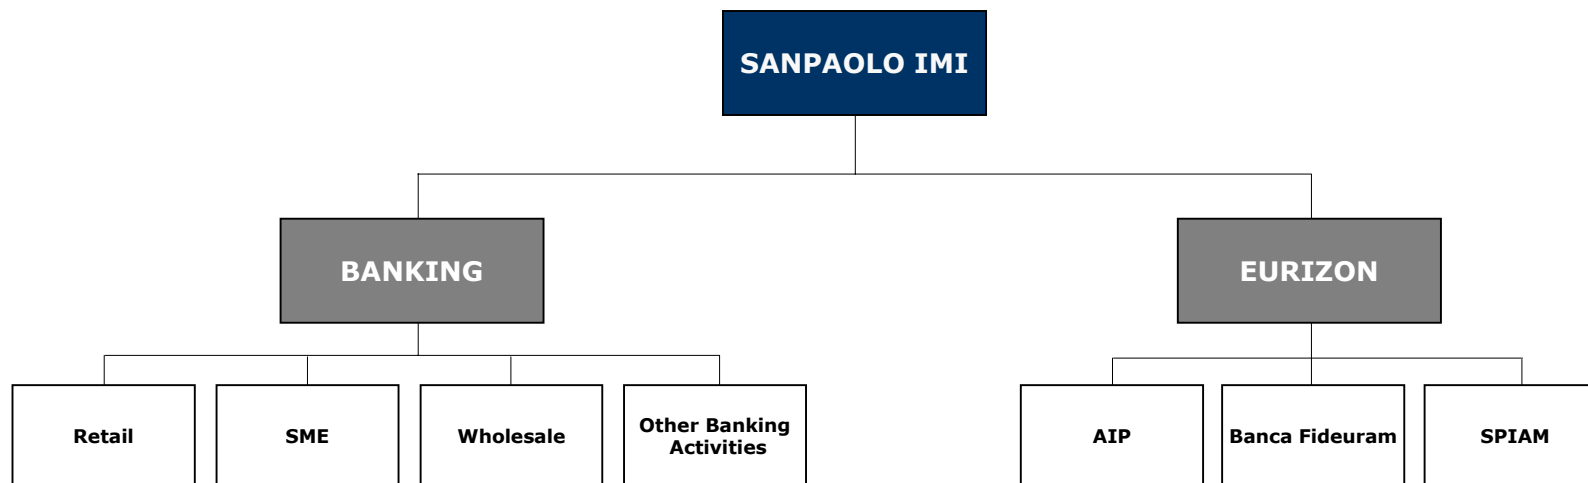 SANPAOLO IMI
BANKING
EURIZON
Retail
SME
Wholesale
Other Banking
Activities
AIP
Banca Fideuram
SPIAM